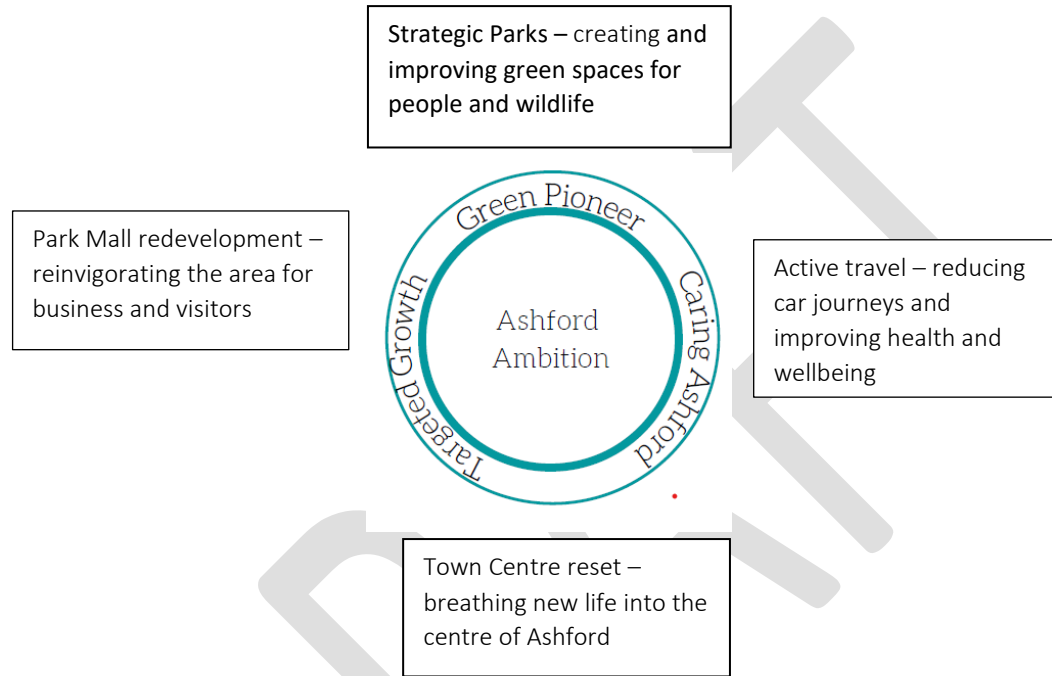 Strategic Parks – creating and
improving green spaces for
people and wildlife
Green Pioneer
Park Mall redevelopment –
reinvigorating the area for
business and visitors
Targeted Growth
Ashford
Ambition
Caring Ashford
Active travel – reducing
car journeys and
improving health and
wellbeing
Town Centre reset –
breathing new life into the
centre of Ashford